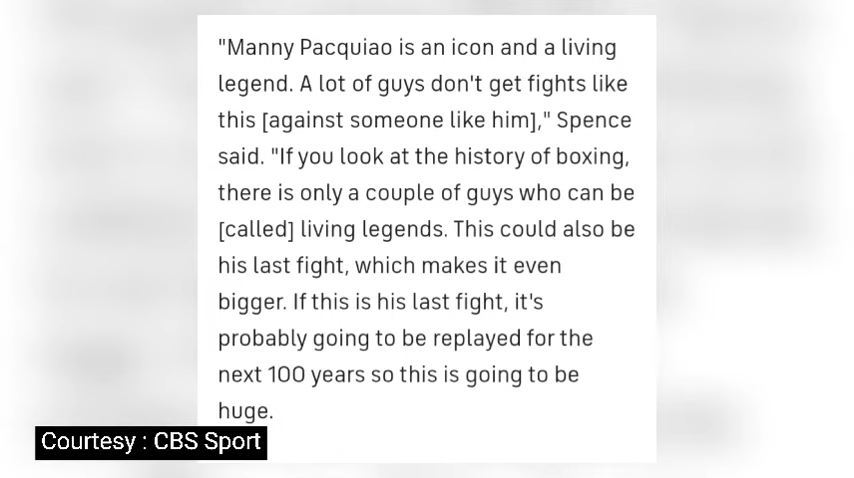 "Manny Pacquiao is an icon and a living
legend. A lot of guys don't get fights like
this [against someone like him]," Spence
said. "If you look at the history of boxing,
there is only a couple of guys who can be
[called] living legends. This could also be
his last fight, which makes it even
bigger. If this is his last fight, it's
probably going to be replayed for the
next 100 years so this is going to be
huge.
Courtesy : CBS Sport